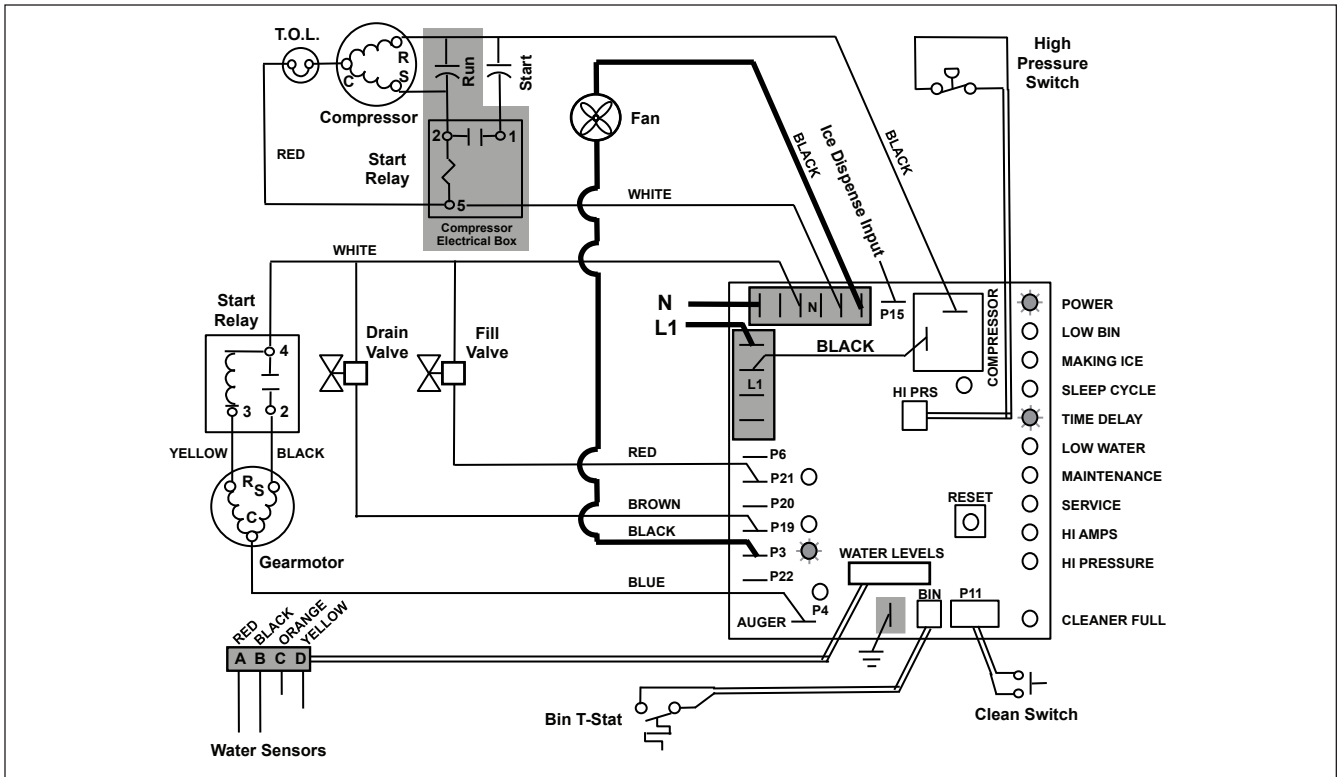 T.O.L.
R
S
C
Compressor
Run
Start
2
1
5
Start
Relay
Compressor
Electrical Box
RED
Fan
BLACK
Ice Dispense Input
BLACK
High
Pressure
Switch
WHITE
WHITE
Start
Relay
4
3
2
YELLOW
BLACK
R
S
C
Gearmotor
Drain
Valve
Fill
Valve
N
L1
N
L1
P15
BLACK
COMPRESSOR
HI PRS
POWER
LOW BIN
MAKING ICE
SLEEP CYCLE
TIME DELAY
LOW WATER
MAINTENANCE
SERVICE
HI AMPS
HI PRESSURE
CLEANER FULL
RED
BROWN
BLACK
BLUE
P6
P21
P20
P19
P3
P22
P4
AUGER
RESET
WATER LEVELS
BIN
P11
RED
BLACK
ORANGE
YELLOW
A B C D
Water Sensors
Bin T-Stat
Clean Switch